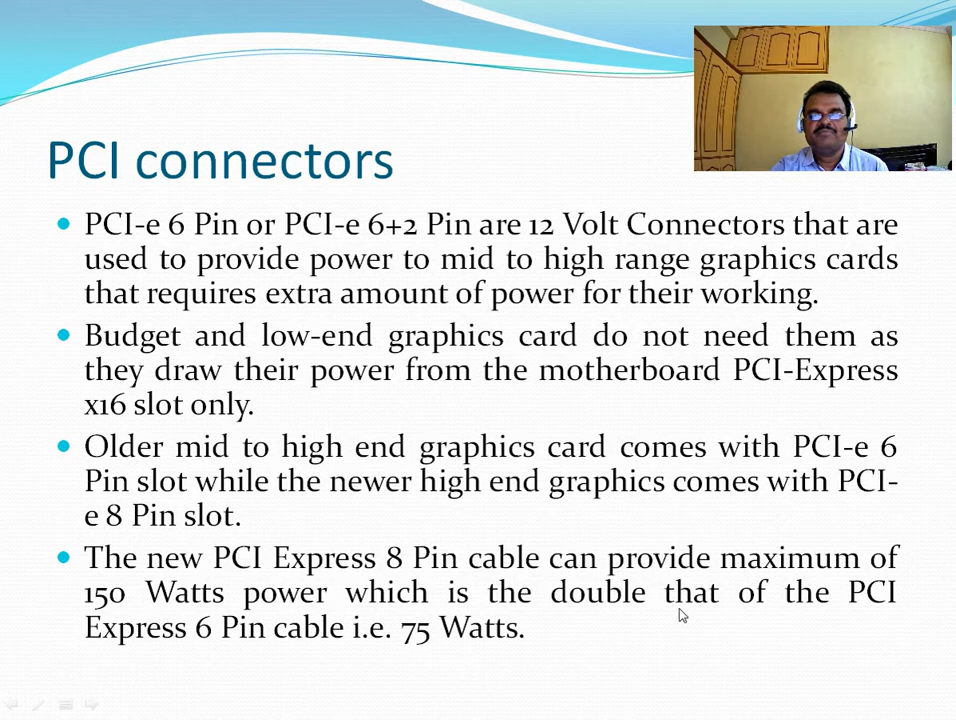 PCI connectors
PCI-e 6 Pin or PCI-e 6+2 Pin are 12 Volt Connectors that are
used to provide power to mid to high range graphics cards
that requires extra amount of power for their working.
Budget and low-end graphics card do not need them as
they draw their power from the motherboard PCI-Express
x16 slot only.
Older mid to high end graphics card comes with PCI-e 6
Pin slot while the newer high end graphics comes with PCI-
e 8 Pin slot.
The new PCI Express 8 Pin cable can provide maximum of
150 Watts power which is the double that of the PCI
Express 6 Pin cable i.e. 75 Watts.